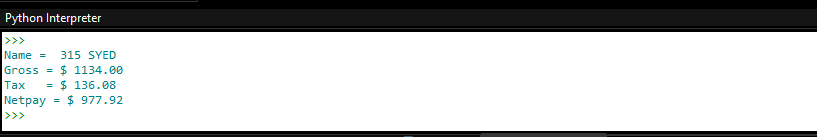 Python Interpreter
>>>
Name =  315 SYED
Gross = $ 1134.00
Tax   = $ 136.08
Netpay = $ 977.92
>>>